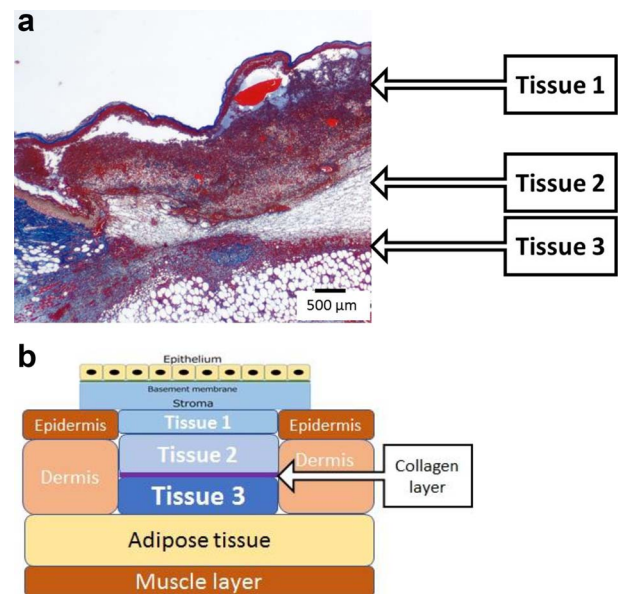 a
Tissue 1
Tissue 2
Tissue 3
500 µm
b
Epithelium
Basement membrane
Stroma
Epidermis
Tissue 1
Epidermis
Dermis
Tissue 2
Dermis
Collagen
layer
Tissue 3
Adipose tissue
Muscle layer